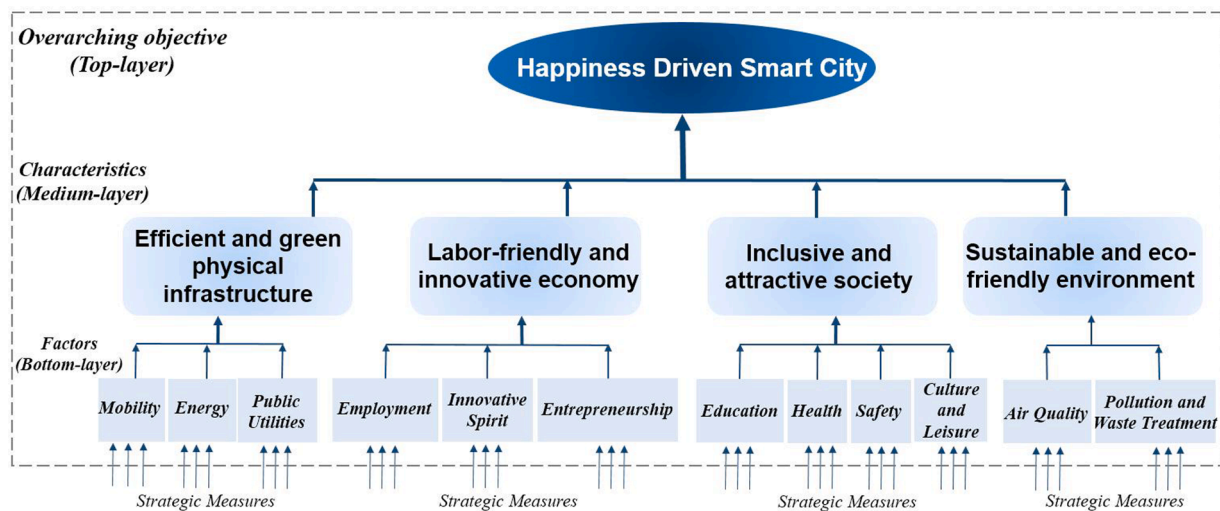 Overarching objective
(Top-layer)
Happiness Driven Smart City
Characteristics
(Medium-layer)
Efficient and green
physical
infrastructure
Labor-friendly and
innovative economy
Inclusive and
attractive society
Sustainable and eco-
friendly environment
Factors
(Bottom-layer)
Mobility
Energy
Public
Utilities
Employment
Innovative
Spirit
Entrepreneurship
Education
Health
Safety
Culture
and
Leisure
Air Quality
Pollution and
Waste Treatment
Strategic Measures
Strategic Measures
Strategic Measures
Strategic Measures